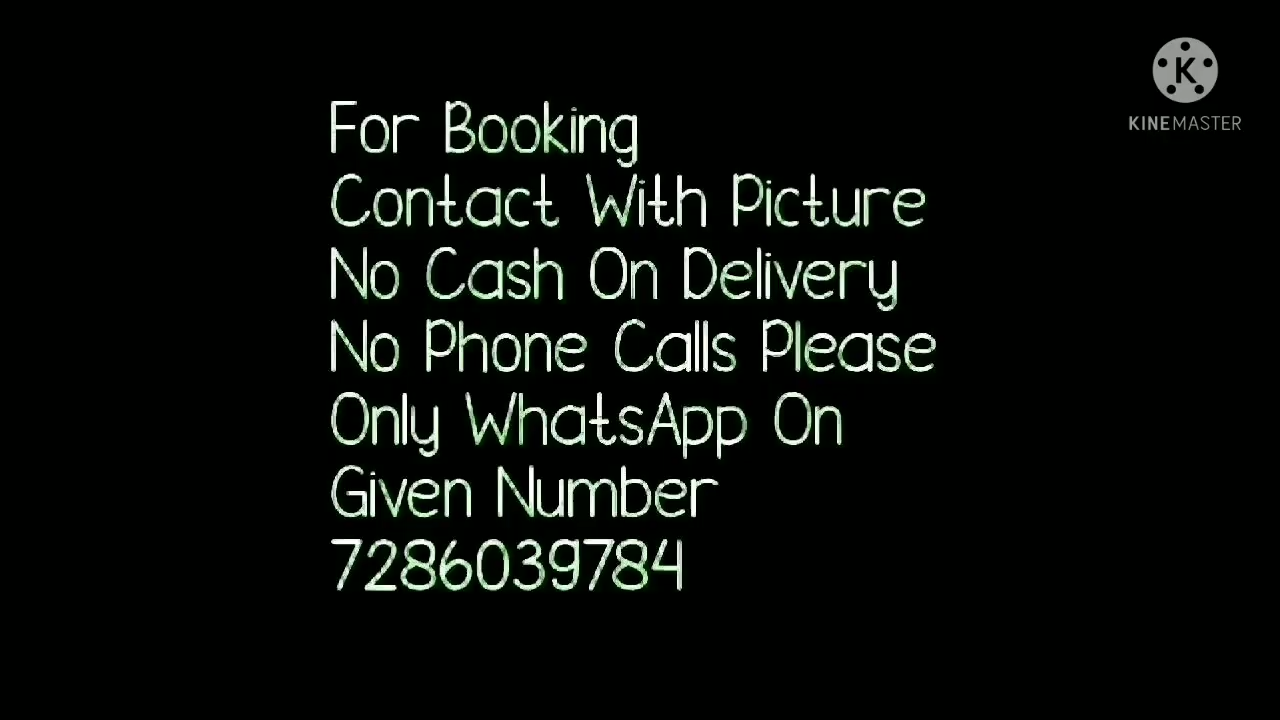 For Booking
Contact With Picture
No Cash On Delivery
No Phone Calls Please
Only WhatsApp On
Given Number
7286039784
K
KINEMASTER